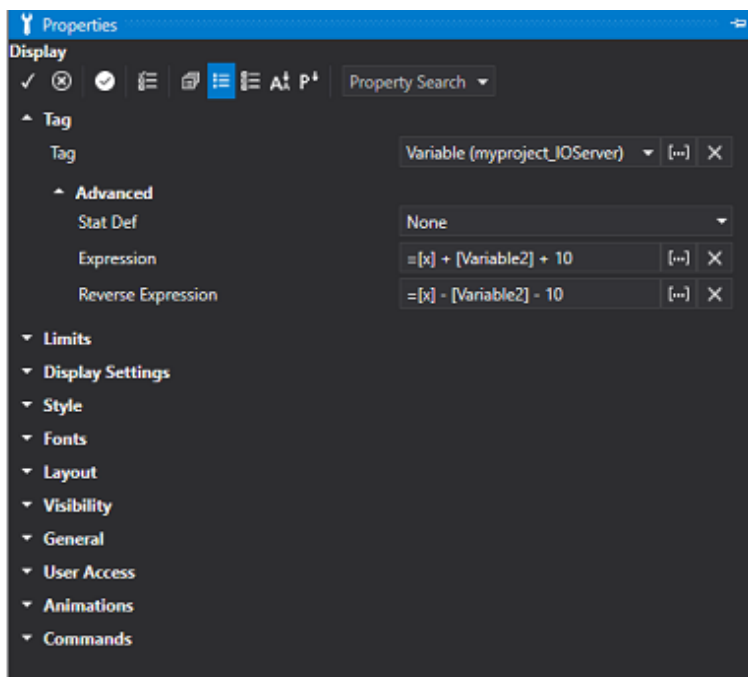 Properties
Display
Property Search
Tag
Tag Variable (myproject_IOServer) [...]
Advanced
Stat Def None
Expression =[x] + [Variable2] + 10 [...]
Reverse Expression =[x] - [Variable2] - 10 [...]
Limits
Display Settings
Style
Fonts
Layout
Visibility
General
User Access
Animations
Commands